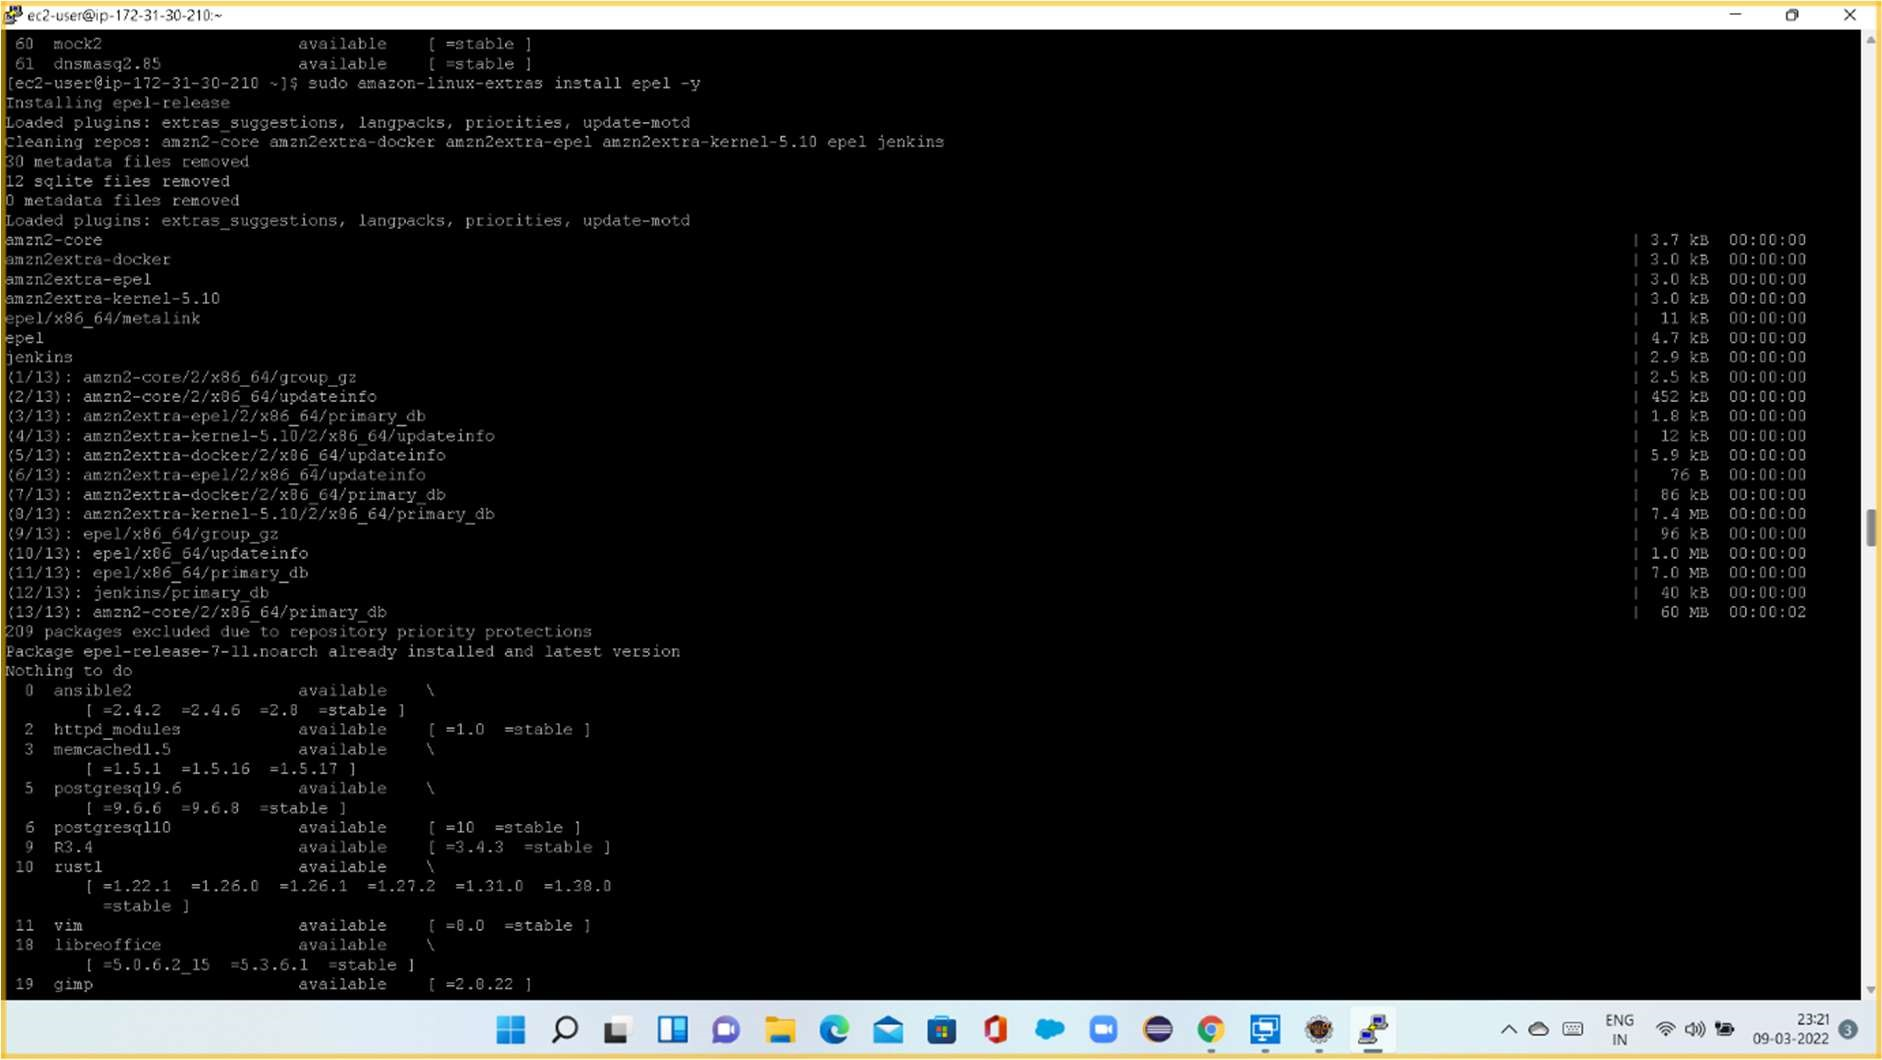 ec2-user@ip-172-31-30-210:~
60 mock2 available [ =stable ]
61 dnsmasq2.85 available [ =stable ]
[ec2-user@ip-172-31-30-210 ~]$ sudo amazon-linux-extras install epel -y
Installing epel-release
Loaded plugins: extras_suggestions, langpacks, priorities, update-motd
Cleaning repos: amzn2-core amzn2extra-docker amzn2extra-epel amzn2extra-kernel-5.10 epel jenkins
30 metadata files removed
12 sqlite files removed
0 metadata files removed
Loaded plugins: extras_suggestions, langpacks, priorities, update-motd
amzn2-core | 3.7 kB 00:00:00
amzn2extra-docker | 3.0 kB 00:00:00
amzn2extra-epel | 3.0 kB 00:00:00
amzn2extra-kernel-5.10 | 3.0 kB 00:00:00
epel/x86_64/metalink | 11 kB 00:00:00
epel | 4.7 kB 00:00:00
jenkins | 2.9 kB 00:00:00
(1/13): amzn2-core/2/x86_64/group_gz | 2.5 kB 00:00:00
(2/13): amzn2-core/2/x86_64/updateinfo | 452 kB 00:00:00
(3/13): amzn2extra-epel/2/x86_64/primary_db | 1.8 kB 00:00:00
(4/13): amzn2extra-kernel-5.10/2/x86_64/updateinfo | 12 kB 00:00:00
(5/13): amzn2extra-docker/2/x86_64/updateinfo | 5.9 kB 00:00:00
(6/13): amzn2extra-epel/2/x86_64/updateinfo | 76 B 00:00:00
(7/13): amzn2extra-docker/2/x86_64/primary_db | 86 kB 00:00:00
(8/13): amzn2extra-kernel-5.10/2/x86_64/primary_db | 7.4 MB 00:00:00
(9/13): epel/x86_64/group_gz | 96 kB 00:00:00
(10/13): epel/x86_64/updateinfo | 1.0 MB 00:00:00
(11/13): epel/x86_64/primary_db | 7.0 MB 00:00:00
(12/13): jenkins/primary_db | 40 kB 00:00:00
(13/13): amzn2-core/2/x86_64/primary_db | 60 MB 00:00:02
209 packages excluded due to repository priority protections
Package epel-release-7-11.noarch already installed and latest version
Nothing to do
0 ansible2 available \
[ =2.4.2 =2.4.6 =2.8 =stable ]
2 httpd_modules available [ =1.0 =stable ]
3 memcached1.5 available \
[ =1.5.1 =1.5.16 =1.5.17 ]
5 postgresql9.6 available \
[ =9.6.6 =9.6.8 =stable ]
6 postgresql10 available [ =10 =stable ]
9 R3.4 available [ =3.4.3 =stable ]
10 rust1 available \
[ =1.22.1 =1.26.0 =1.26.1 =1.27.2 =1.31.0 =1.38.0
=stable ]
11 vim available [ =8.0 =stable ]
18 libreoffice available \
[ =5.0.6.2_15 =5.3.6.1 =stable ]
19 gimp available [ =2.8.22 ]
ENG
IN
23:21
09-03-2022
3